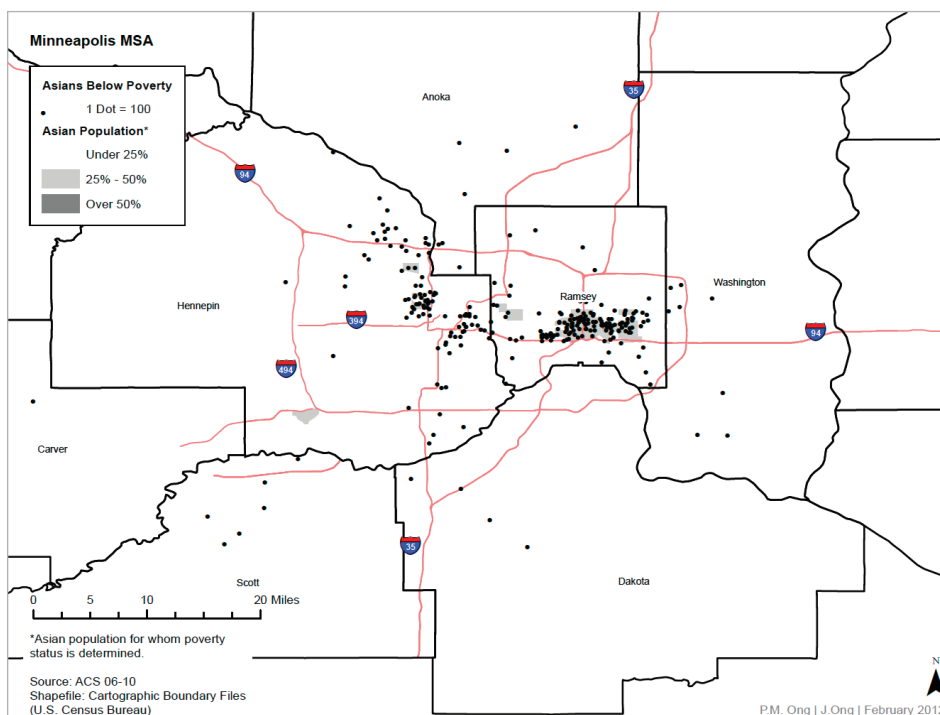 Minneapolis MSA
Asians Below Poverty
1 Dot = 100
Asian Population*
Under 25%
25% - 50%
Over 50%
Anoka
35
94
Washington
Hennepin
Ramsey
394
94
494
Carver
35
Scott
Dakota
0 5 10 20 Miles
*Asian population for whom poverty
status is determined.
Source: ACS 06-10
Shapefile: Cartographic Boundary Files
(U.S. Census Bureau)
N
P.M. Ong | J.Ong | February 2012